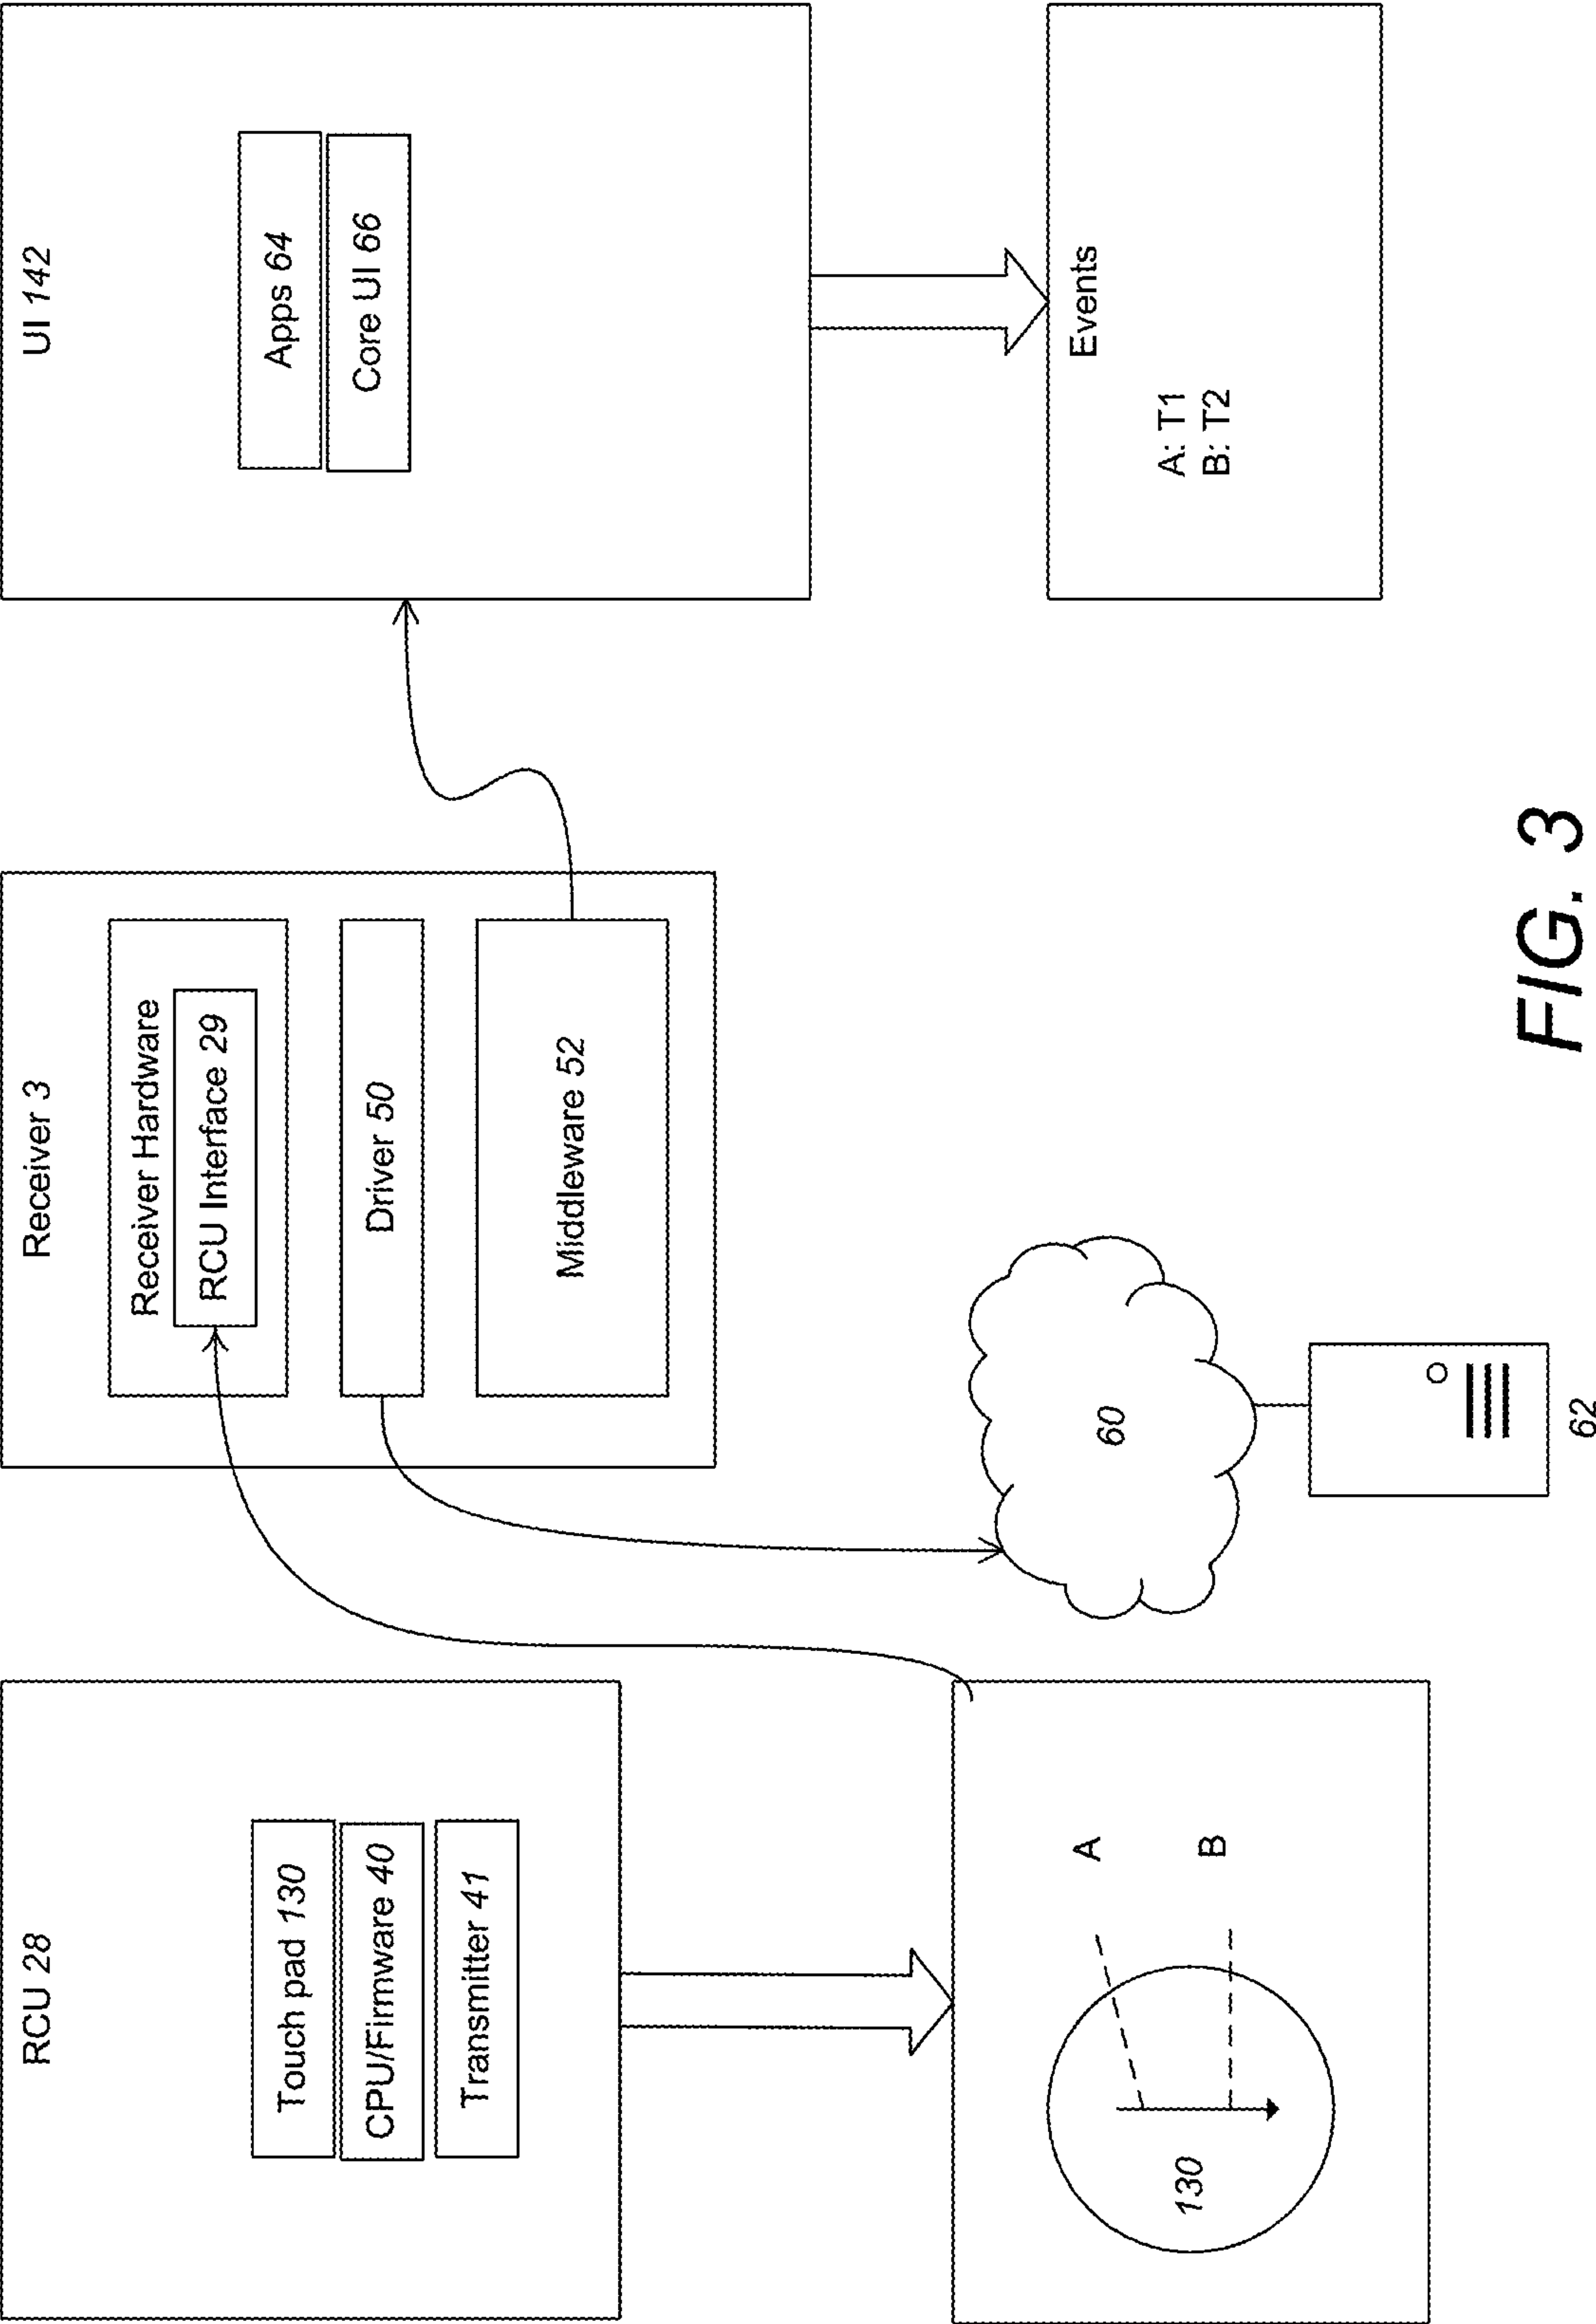 RCU 28
Touch pad 130
CPU/Firmware 40
Transmitter 41
130
A
B
Receiver 3
Receiver Hardware
RCU Interface 29
Driver 50
Middleware 52
60
62
UI 142
Apps 64
Core UI 66
Events
A: T1
B: T2
FIG. 3